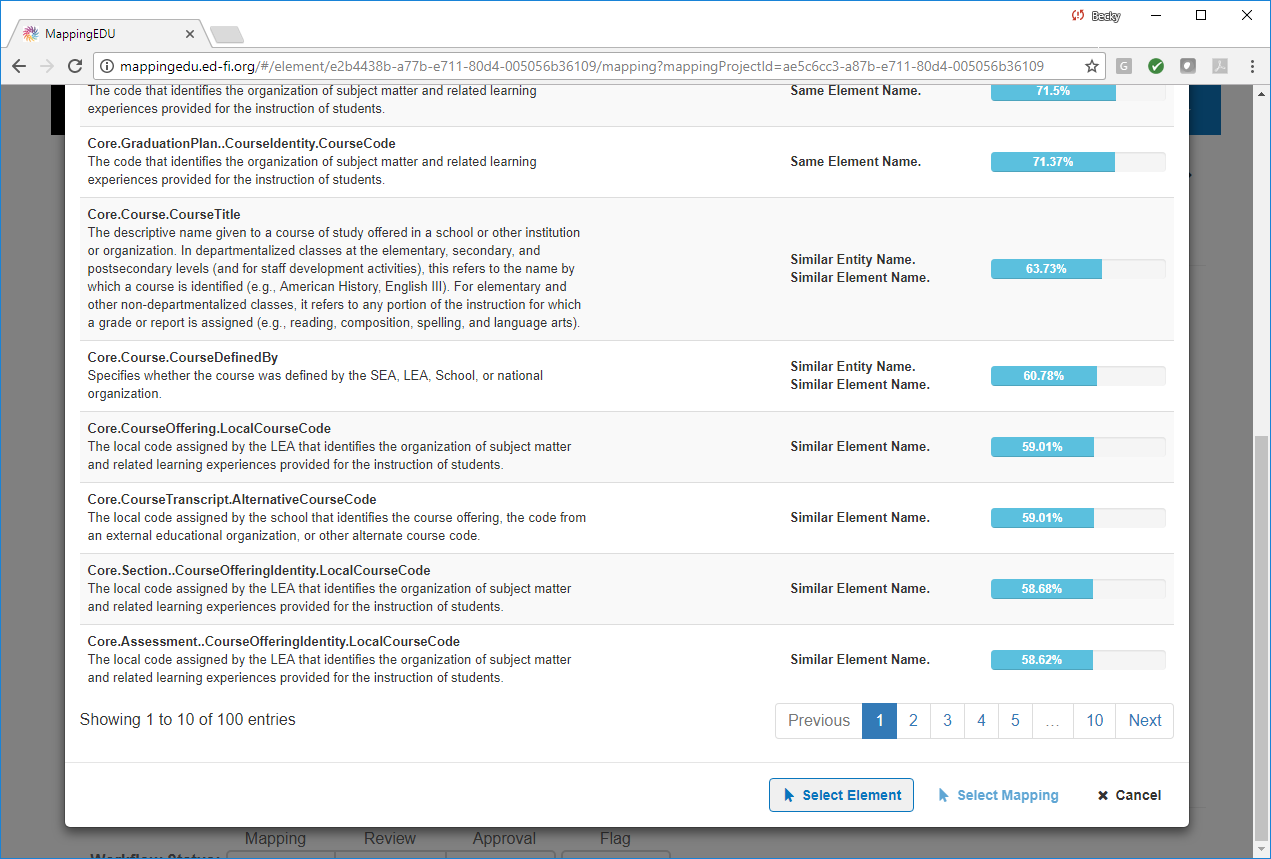 Becky
MappingEDU
mappingedu.ed-fi.org/#/element/e2b4438b-a77b-e711-80d4-005056b36109/mapping?mappingProjectId=ae5c6cc3-a87b-e711-80d4-005056b36109
G
The code that identifies the organization of subject matter and related learning
experiences provided for the instruction of students.
Same Element Name.
71.5%
Core.GraduationPlan..CourseIdentity.CourseCode
The code that identifies the organization of subject matter and related learning
experiences provided for the instruction of students.
Same Element Name.
71.37%
Core.Course.CourseTitle
The descriptive name given to a course of study offered in a school or other institution
or organization. In departmentalized classes at the elementary, secondary, and
postsecondary levels (and for staff development activities), this refers to the name by
which a course is identified (e.g., American History, English III). For elementary and
other non-departmentalized classes, it refers to any portion of the instruction for which
a grade or report is assigned (e.g., reading, composition, spelling, and language arts).
Similar Entity Name.
Similar Element Name.
63.73%
Core.Course.CourseDefinedBy
Specifies whether the course was defined by the SEA, LEA, School, or national
organization.
Similar Entity Name.
Similar Element Name.
60.78%
Core.CourseOffering.LocalCourseCode
The local code assigned by the LEA that identifies the organization of subject matter
and related learning experiences provided for the instruction of students.
Similar Element Name.
59.01%
Core.CourseTranscript.AlternativeCourseCode
The local code assigned by the school that identifies the course offering, the code from
an external educational organization, or other alternate course code.
Similar Element Name.
59.01%
Core.Section..CourseOfferingIdentity.LocalCourseCode
The local code assigned by the LEA that identifies the organization of subject matter
and related learning experiences provided for the instruction of students.
Similar Element Name.
58.68%
Core.Assessment..CourseOfferingIdentity.LocalCourseCode
The local code assigned by the LEA that identifies the organization of subject matter
and related learning experiences provided for the instruction of students.
Similar Element Name.
58.62%
Showing 1 to 10 of 100 entries
Previous 1 2 3 4 5 … 10 Next
Select Element Select Mapping Cancel
Mapping Review Approval Flag
Workflow Status: